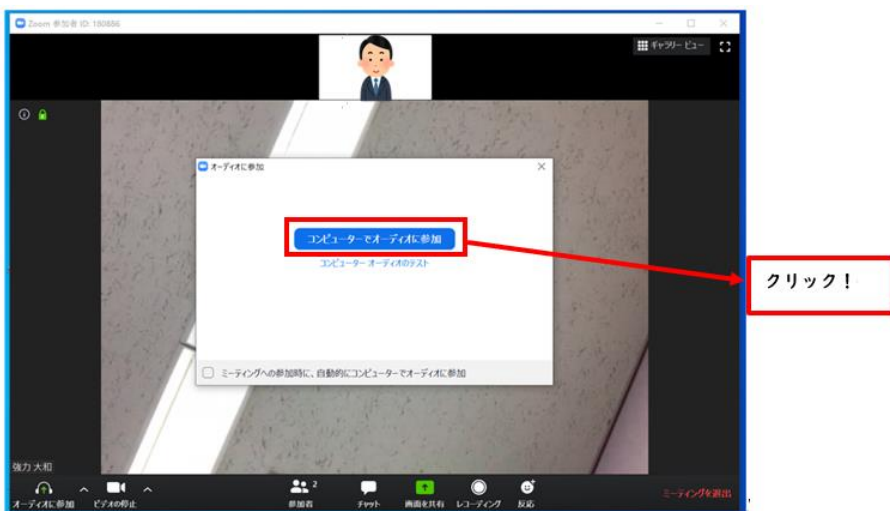 Zoom 参加者 ID: 180886
ギャラリー ビュー
オーディオに参加
コンピューターでオーディオに参加
コンピューター オーディオのテスト
クリック!
ミーティングへの参加時に、自動的にコンピューターでオーディオに参加
強力 大和
2
オーディオに参加 ビデオの停止 参加者 チャット 画面を共有 レコーディング 反応 ミーティングを退出